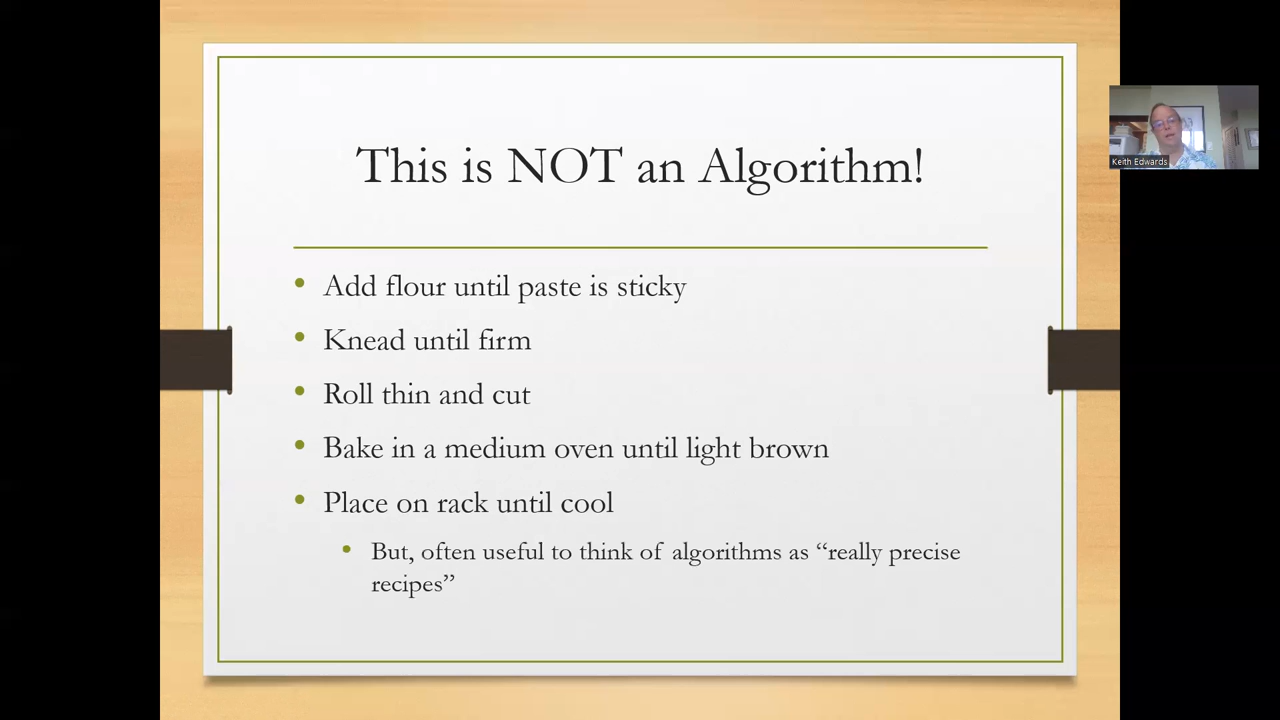 This is NOT an Algorithm!
• Add flour until paste is sticky
• Knead until firm
• Roll thin and cut
• Bake in a medium oven until light brown
• Place on rack until cool
• But, often useful to think of algorithms as “really precise
recipes”
Keith Edwards